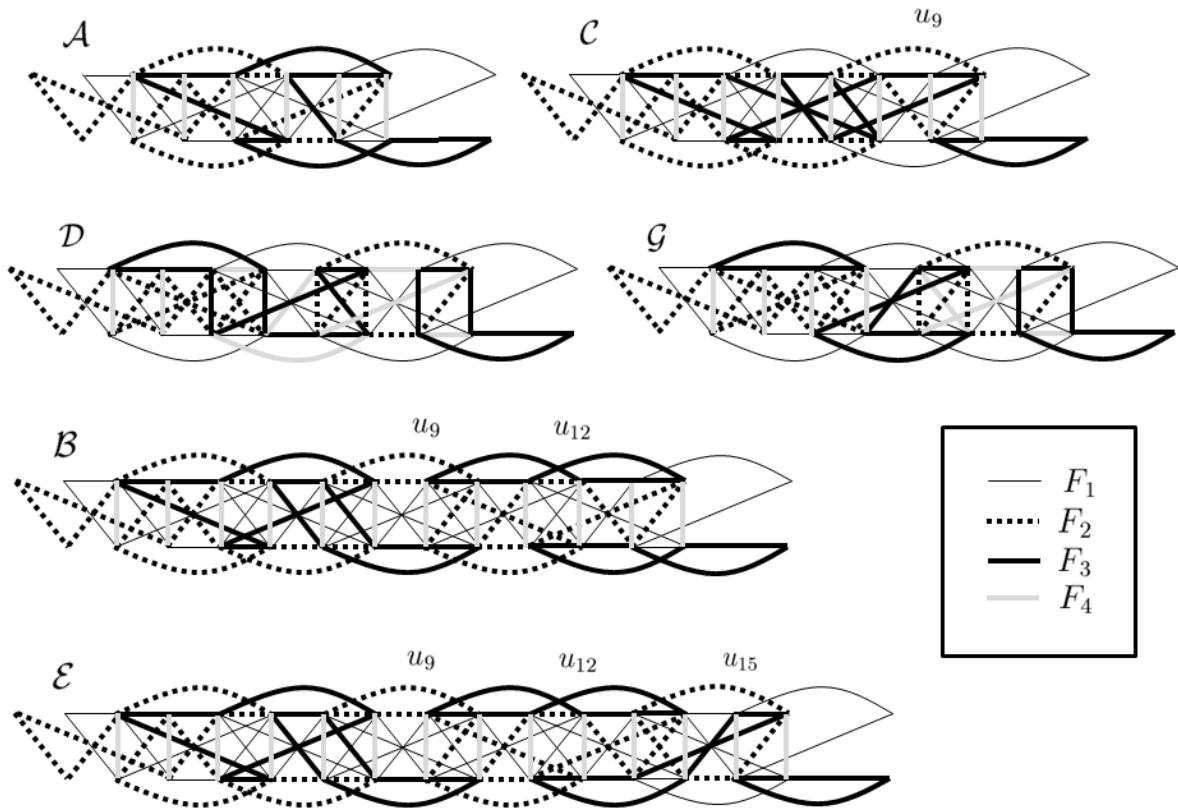 𝒜
𝒞
u₉
𝒟
𝒢
ℬ
u₉
u₁₂
F₁
F₂
F₃
F₄
ℰ
u₉
u₁₂
u₁₅